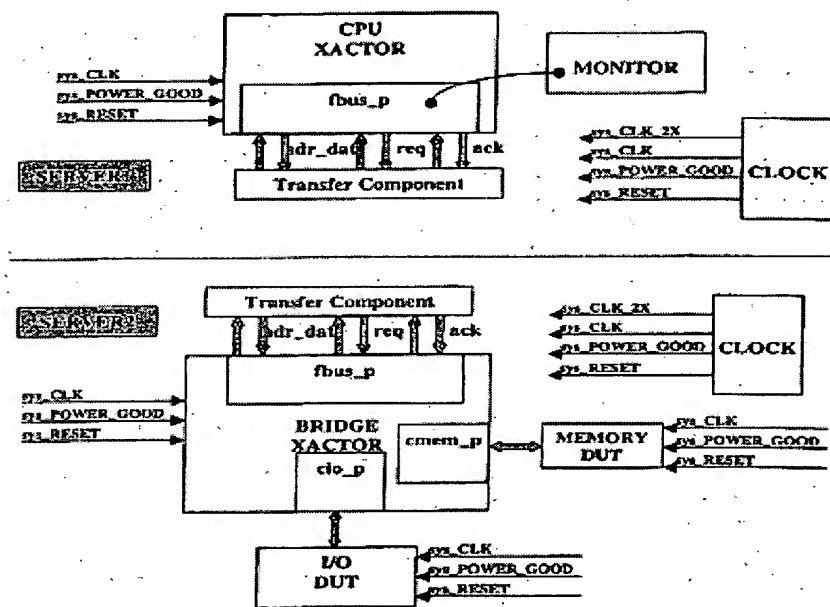 CPU
XACTOR
MONITOR
sys_CLK
sys_POWER_GOOD
sys_RESET
fbus_p
adr_dat
req
ack
sys_CLK_2X
sys_CLK
sys_POWER_GOOD
sys_RESET
CLOCK
Transfer Component
Transfer Component
adr_dat
req
ack
sys_CLK_2X
sys_CLK
sys_POWER_GOOD
sys_RESET
CLOCK
fbus_p
sys_CLK
sys_POWER_GOOD
sys_RESET
BRIDGE
XACTOR
cmem_p
cio_p
MEMORY
DUT
sys_CLK
sys_POWER_GOOD
sys_RESET
I/O
DUT
sys_CLK
sys_POWER_GOOD
sys_RESET